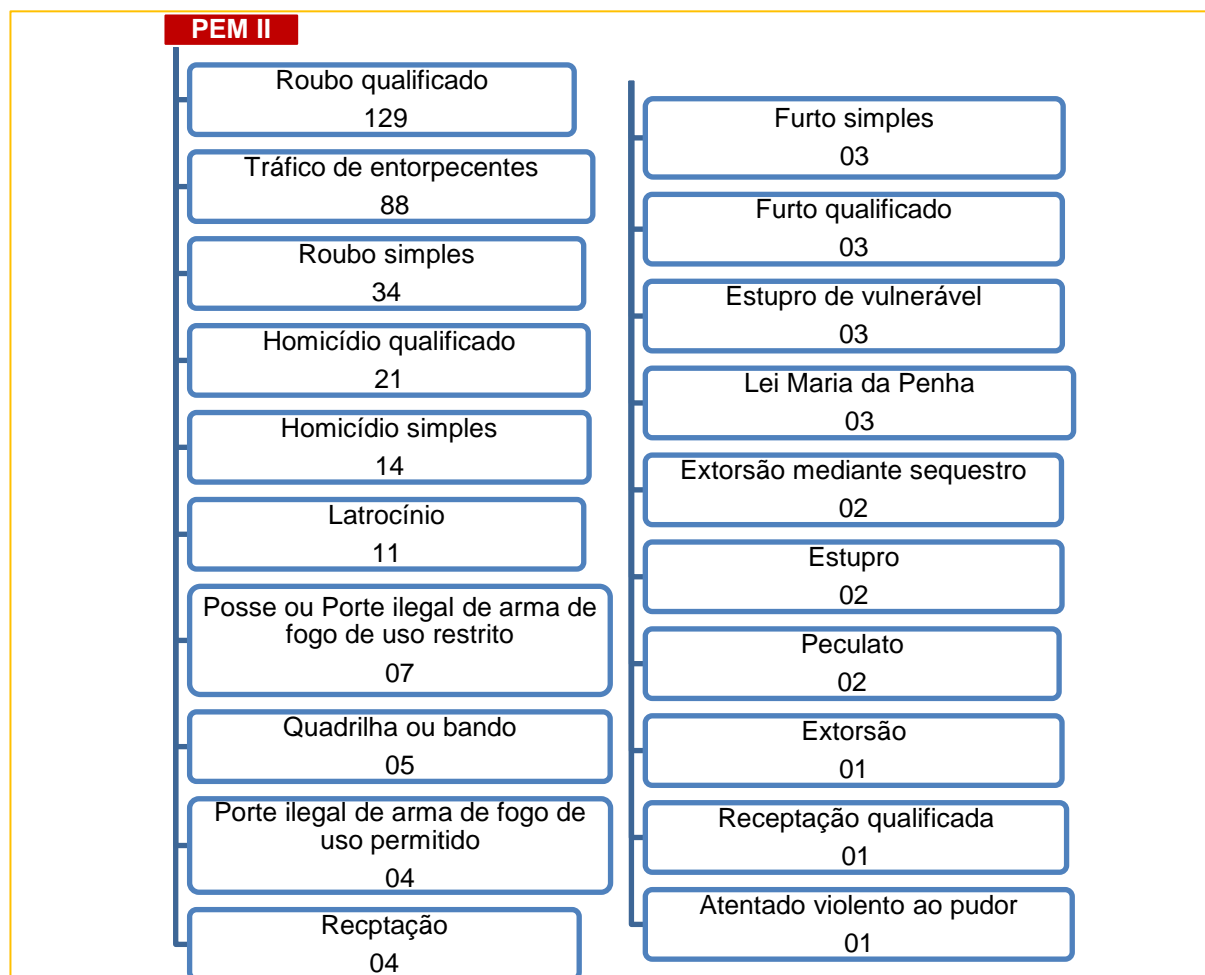 PEM II
Roubo qualificado
129
Tráfico de entorpecentes
88
Roubo simples
34
Homicídio qualificado
21
Homicídio simples
14
Latrocínio
11
Posse ou Porte ilegal de arma de
fogo de uso restrito
07
Quadrilha ou bando
05
Porte ilegal de arma de fogo de
uso permitido
04
Recptação
04
Furto simples
03
Furto qualificado
03
Estupro de vulnerável
03
Lei Maria da Penha
03
Extorsão mediante sequestro
02
Estupro
02
Peculato
02
Extorsão
01
Receptação qualificada
01
Atentado violento ao pudor
01